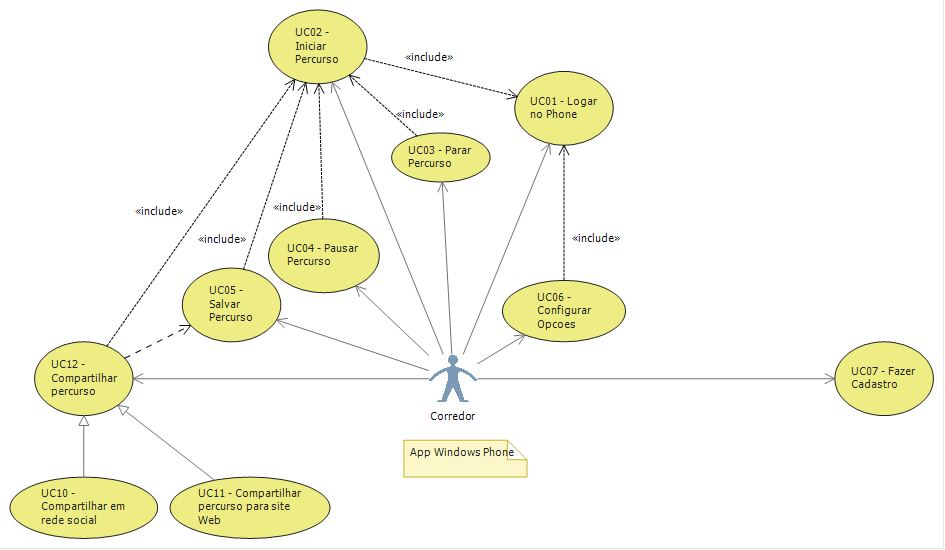 UC02 -
Iniciar
Percurso
«include»
UC01 - Logar
no Phone
«include»
UC03 - Parar
Percurso
«include»
«include»
«include»
«include»
UC04 - Pausar
Percurso
UC05 -
Salvar
Percurso
UC06 -
Configurar
Opcoes
UC12 -
Compartilhar
percurso
UC07 - Fazer
Cadastro
Corredor
App Windows Phone
UC10 -
Compartilhar em
rede social
UC11 - Compartilhar
percurso para site
Web